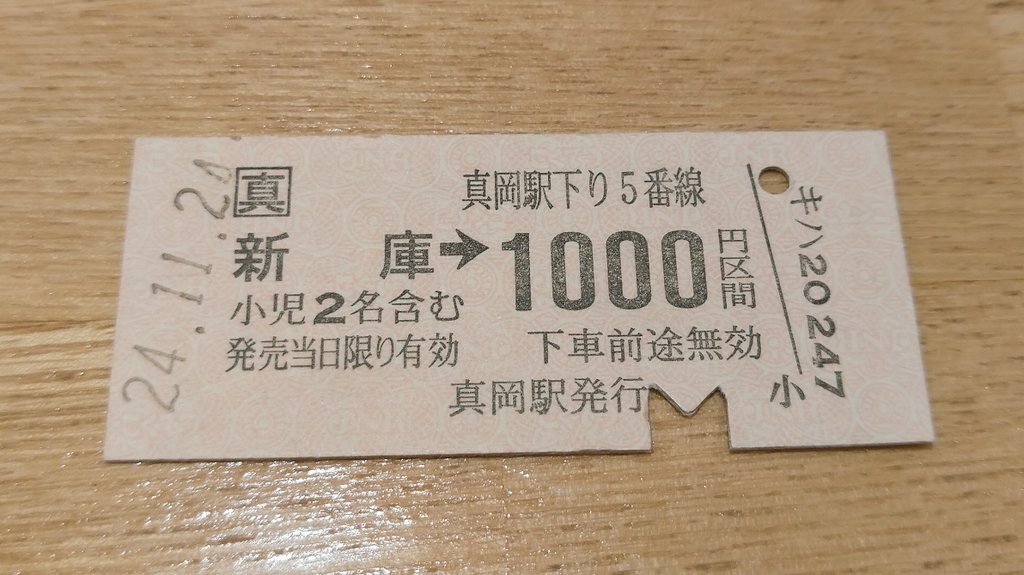 24.11.20
真
真岡駅下り5番線
新庫→1000円区間
小児2名含む
発売当日限り有効 下車前途無効
真岡駅発行
小
キハ20247